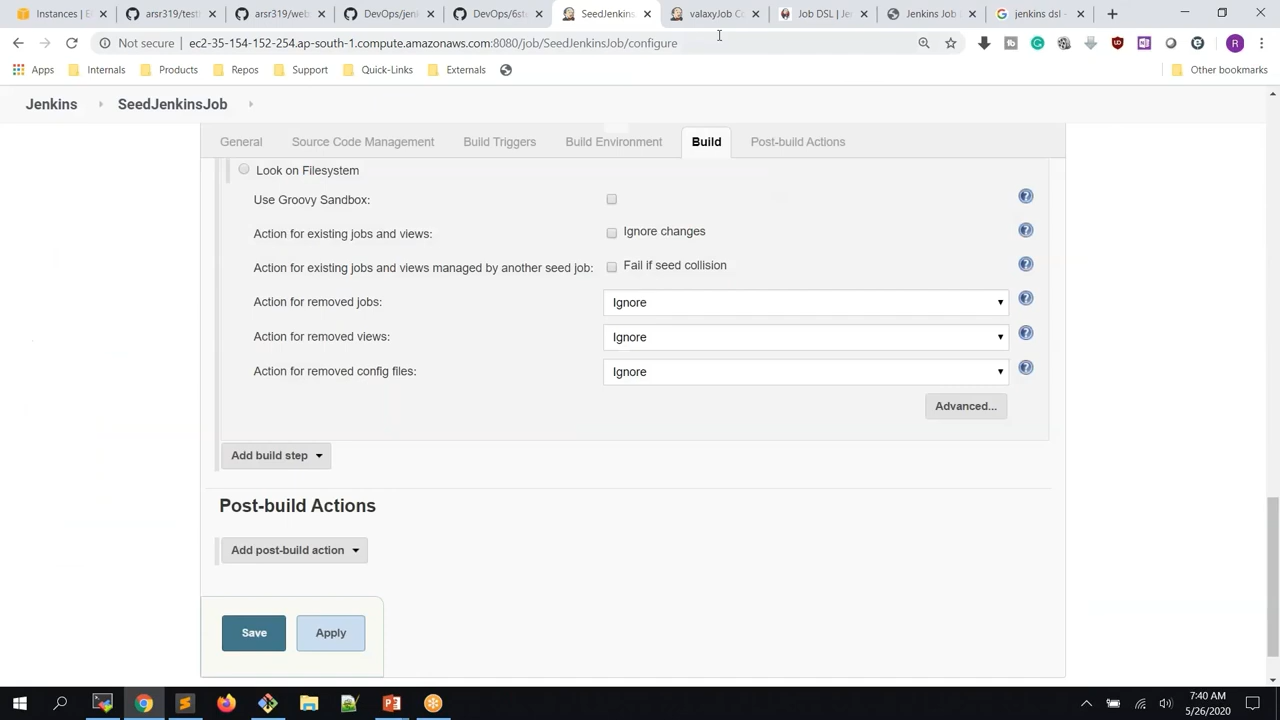 Instances | E
arsr319/testh
arsr319/web
DevOps/jenk
DevOps/6ste
SeedJenkins
valaxyJob Co
Job DSL | Je
Jenkins Job D
jenkins dsl -
Not secure | ec2-35-154-152-254.ap-south-1.compute.amazonaws.com:8080/job/SeedJenkinsJob/configure
R
Apps Internals Products Repos Support Quick-Links Externals Other bookmarks
Jenkins SeedJenkinsJob
General Source Code Management Build Triggers Build Environment Build Post-build Actions
Look on Filesystem
Use Groovy Sandbox:
Action for existing jobs and views: Ignore changes
Action for existing jobs and views managed by another seed job: Fail if seed collision
Action for removed jobs: Ignore
Action for removed views: Ignore
Action for removed config files: Ignore
Advanced...
Add build step
Post-build Actions
Add post-build action
Save Apply
7:40 AM
5/26/2020